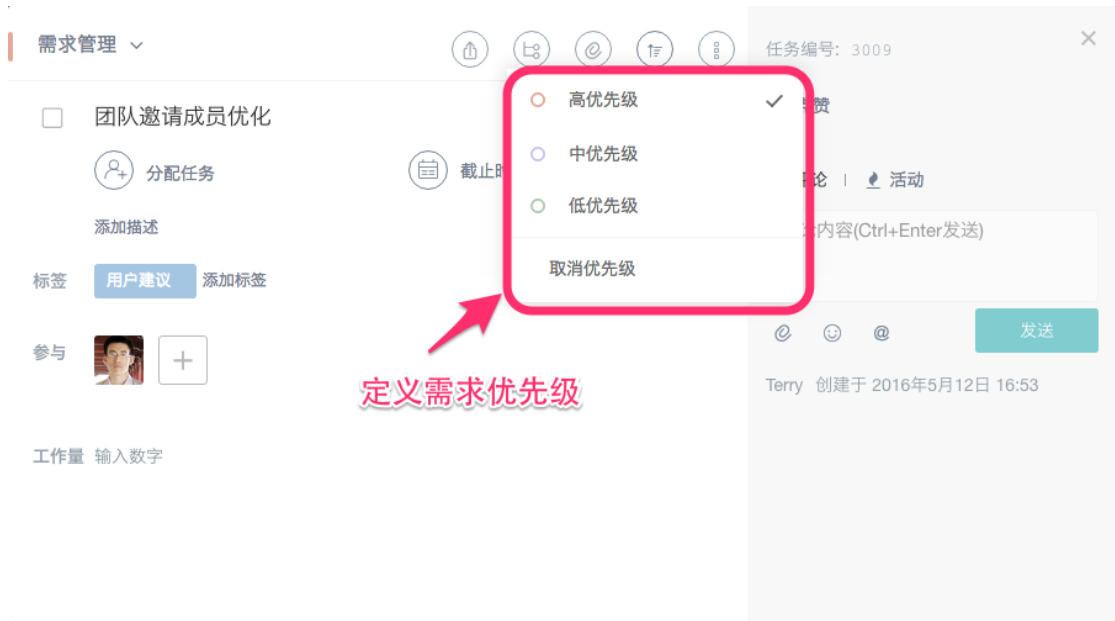 需求管理
任务编号: 3009
团队邀请成员优化
高优先级
赞
中优先级
分配任务
截止
论 | 活动
低优先级
添加描述
内容(Ctrl+Enter发送)
取消优先级
标签 用户建议 添加标签
@
发送
参与
定义需求优先级
Terry 创建于 2016年5月12日 16:53
工作量 输入数字